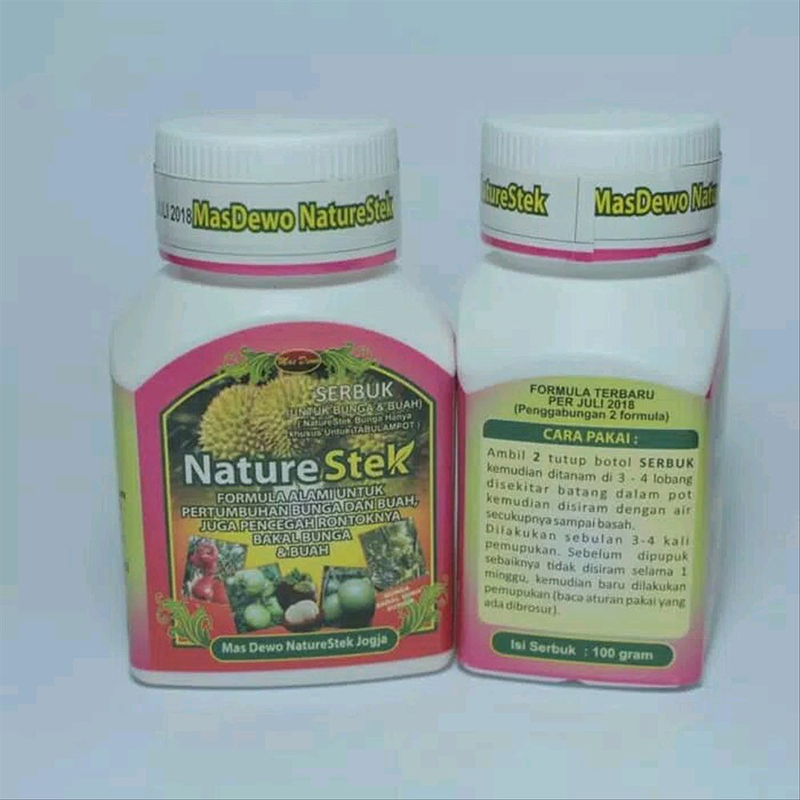 JULI 2018 MasDewo NatureStek
Mas Dewo
SERBUK
(UNTUK BUNGA & BUAH)
( NatureStek Bunga Hanya
khusus Untuk TABULAMPOT )
NatureStek
FORMULA ALAMI UNTUK
PERTUMBUHAN BUNGA DAN BUAH,
JUGA PENCEGAH RONTOKNYA
BAKAL BUNGA
& BUAH
Mas Dewo NatureStek Jogja
NatureStek MasDewo Natu
FORMULA TERBARU
PER JULI 2018
(Penggabungan 2 formula)
CARA PAKAI :
Ambil 2 tutup botol SERBUK
kemudian ditanam di 3 - 4 lobang
disekitar batang dalam pot
kemudian disiram dengan air
secukupnya sampai basah.
Dilakukan sebulan 3-4 kali
pemupukan. Sebelum dipupuk
sebaiknya tidak disiram selama 1
minggu, kemudian baru dilakukan
pemupukan (baca aturan pakai yang
ada dibrosur).
Isi Serbuk : 100 gram